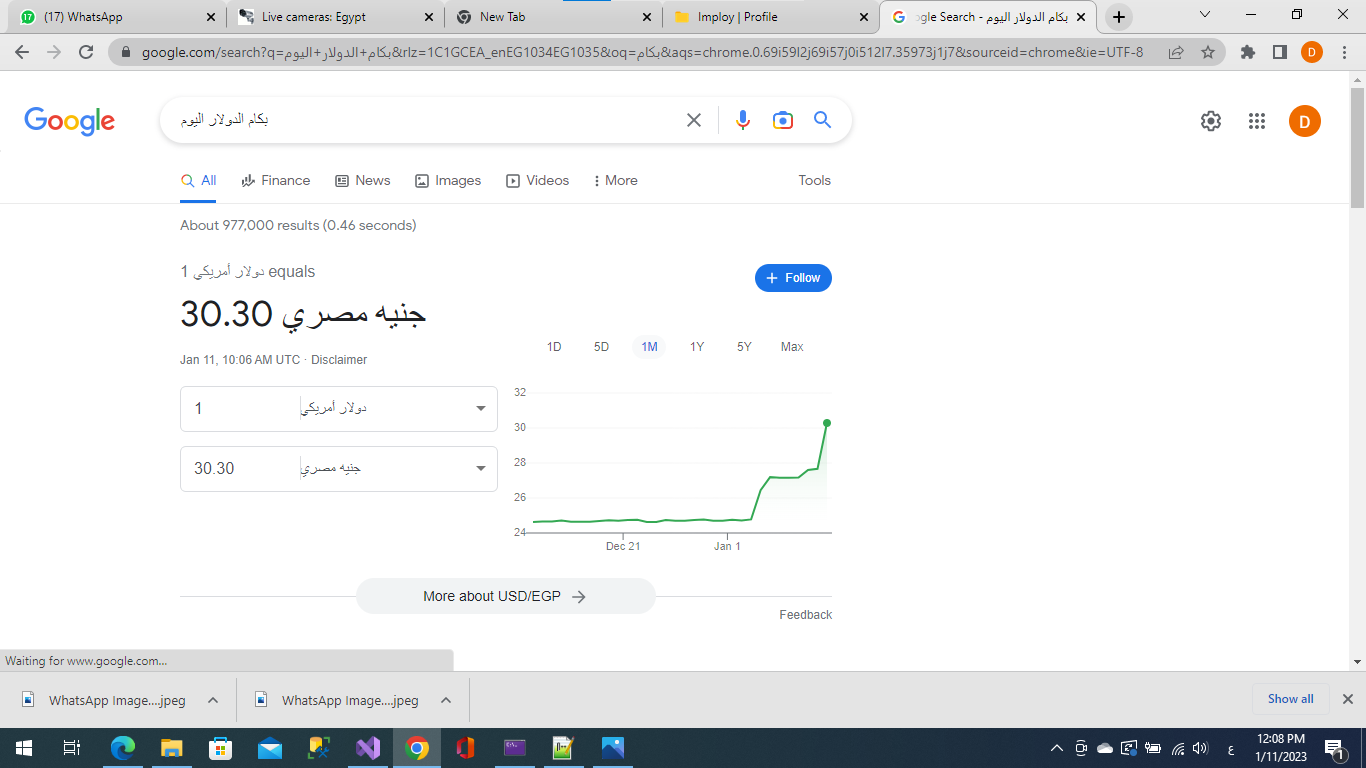 (17) WhatsApp
Live cameras: Egypt
New Tab
Imploy | Profile
بكام الدولار اليوم - ogle Search
google.com/search?q=بكام+الدولار+اليوم&rlz=1C1GCEA_enEG1034EG1035&oq=بكام&aqs=chrome.0.69i59l2j69i57j0i512l7.35973j1j7&sourceid=chrome&ie=UTF-8
D
Google
بكام الدولار اليوم
D
All
Finance
News
Images
Videos
More
Tools
About 977,000 results (0.46 seconds)
1 دولار أمريكي equals
Follow
30.30 جنيه مصري
Jan 11, 10:06 AM UTC · Disclaimer
1D
5D
1M
1Y
5Y
Max
1 دولار أمريكي
30.30 جنيه مصري
32
30
28
26
24
Dec 21
Jan 1
More about USD/EGP
Feedback
Waiting for www.google.com...
WhatsApp Image....jpeg
WhatsApp Image....jpeg
Show all
ع
12:08 PM
1/11/2023
1